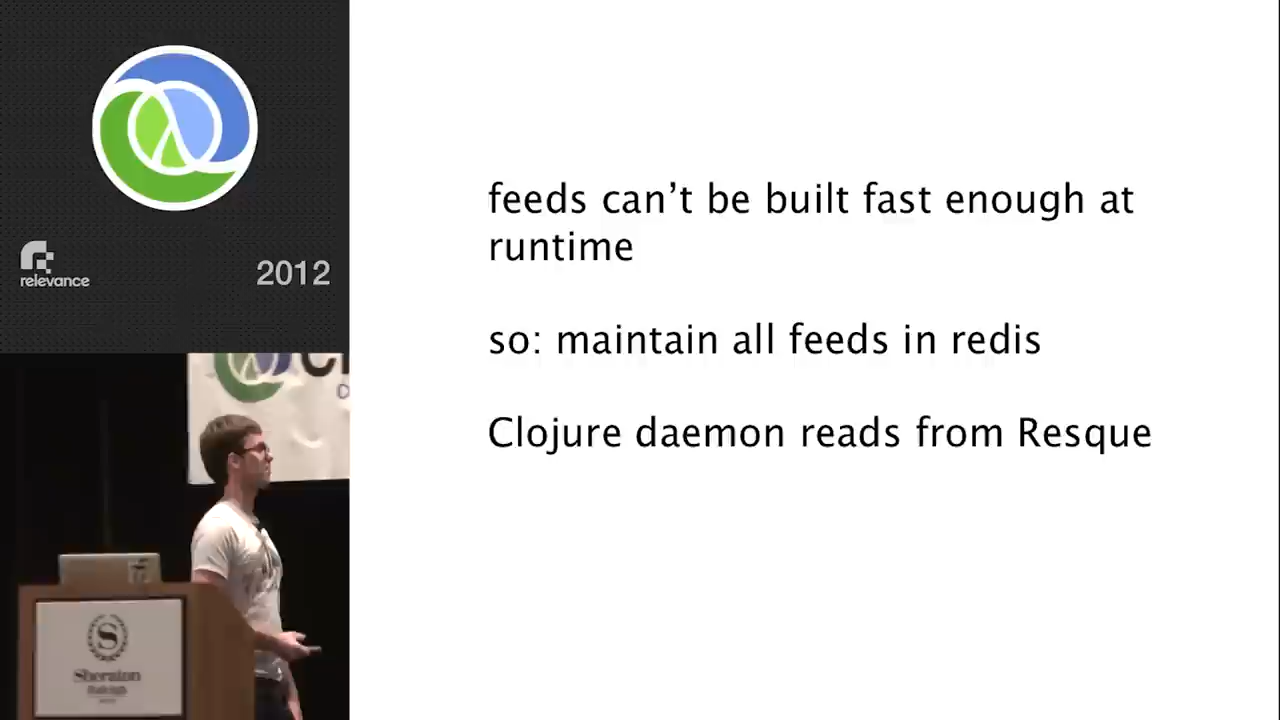 relevance
2012
feeds can’t be built fast enough at
runtime
so: maintain all feeds in redis
Clojure daemon reads from Resque
S
Sheraton
Raleigh